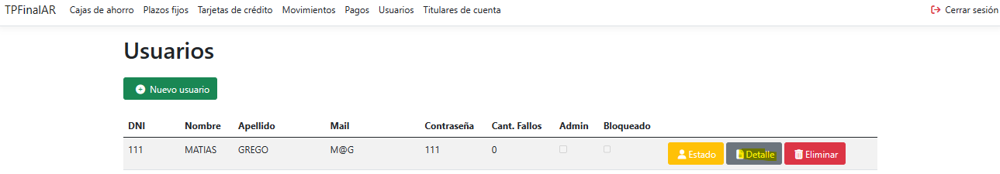 TPFinalAR Cajas de ahorro Plazos fijos Tarjetas de crédito Movimientos Pagos Usuarios Titulares de cuenta Cerrar sesión
Usuarios
Nuevo usuario
DNI Nombre Apellido Mail Contraseña Cant. Fallos Admin Bloqueado
111 MATIAS GREGO M@G 111 0 Estado Detalle Eliminar